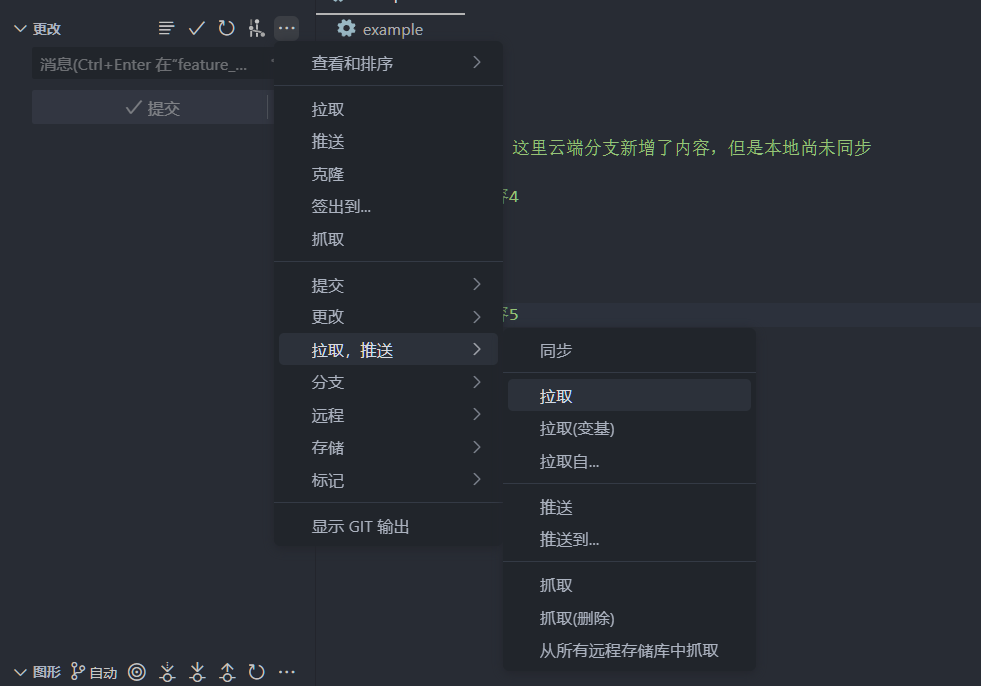 更改
消息(Ctrl+Enter 在“feature_...
提交
example
这里云端分支新增了内容，但是本地尚未同步
4
5
查看和排序
拉取
推送
克隆
签出到...
抓取
提交
更改
拉取，推送
分支
远程
存储
标记
显示 GIT 输出
同步
拉取
拉取(变基)
拉取自...
推送
推送到...
抓取
抓取(删除)
从所有远程存储库中抓取
图形
自动